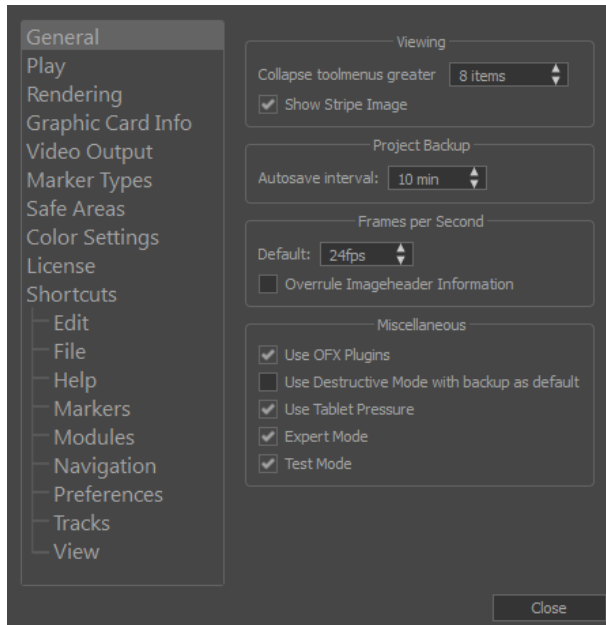 General
Play
Rendering
Graphic Card Info
Video Output
Marker Types
Safe Areas
Color Settings
License
Shortcuts
Edit
File
Help
Markers
Modules
Navigation
Preferences
Tracks
View
Viewing
Collapse toolmenus greater 8 items
Show Stripe Image
Project Backup
Autosave interval: 10 min
Frames per Second
Default: 24fps
Overrule Imageheader Information
Miscellaneous
Use OFX Plugins
Use Destructive Mode with backup as default
Use Tablet Pressure
Expert Mode
Test Mode
Close